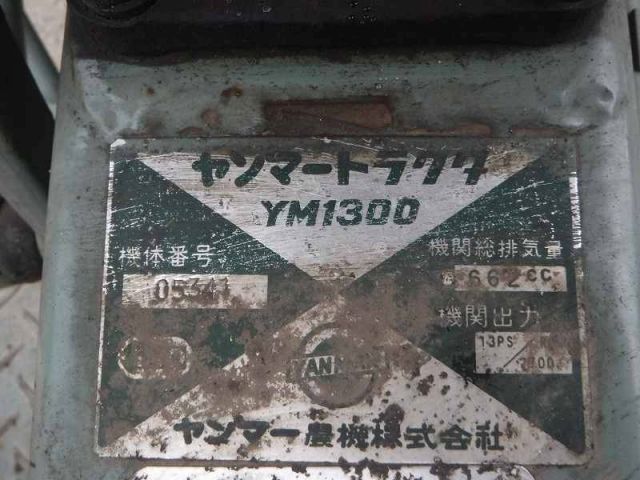 ヤンマートラクタ
YM1300
機体番号
05341
機関総排気量
662CC
機関出力
13PS
ヤンマー農機株式会社